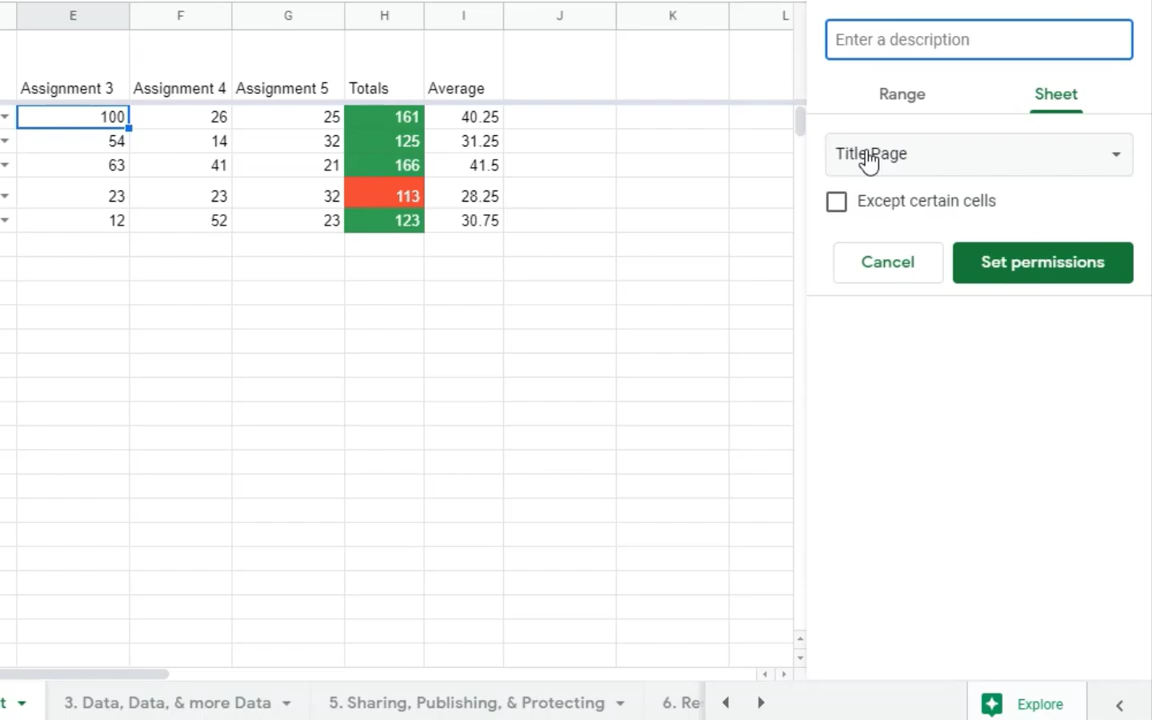 E F G H I J K L
Enter a description
Range Sheet
Assignment 3 Assignment 4 Assignment 5 Totals Average
100 26 25 161 40.25
54 14 32 125 31.25
63 41 21 166 41.5
23 23 32 113 28.25
12 52 23 123 30.75
Title Page
Except certain cells
Cancel Set permissions
t 3. Data, Data, & more Data 5. Sharing, Publishing, & Protecting 6. Re Explore